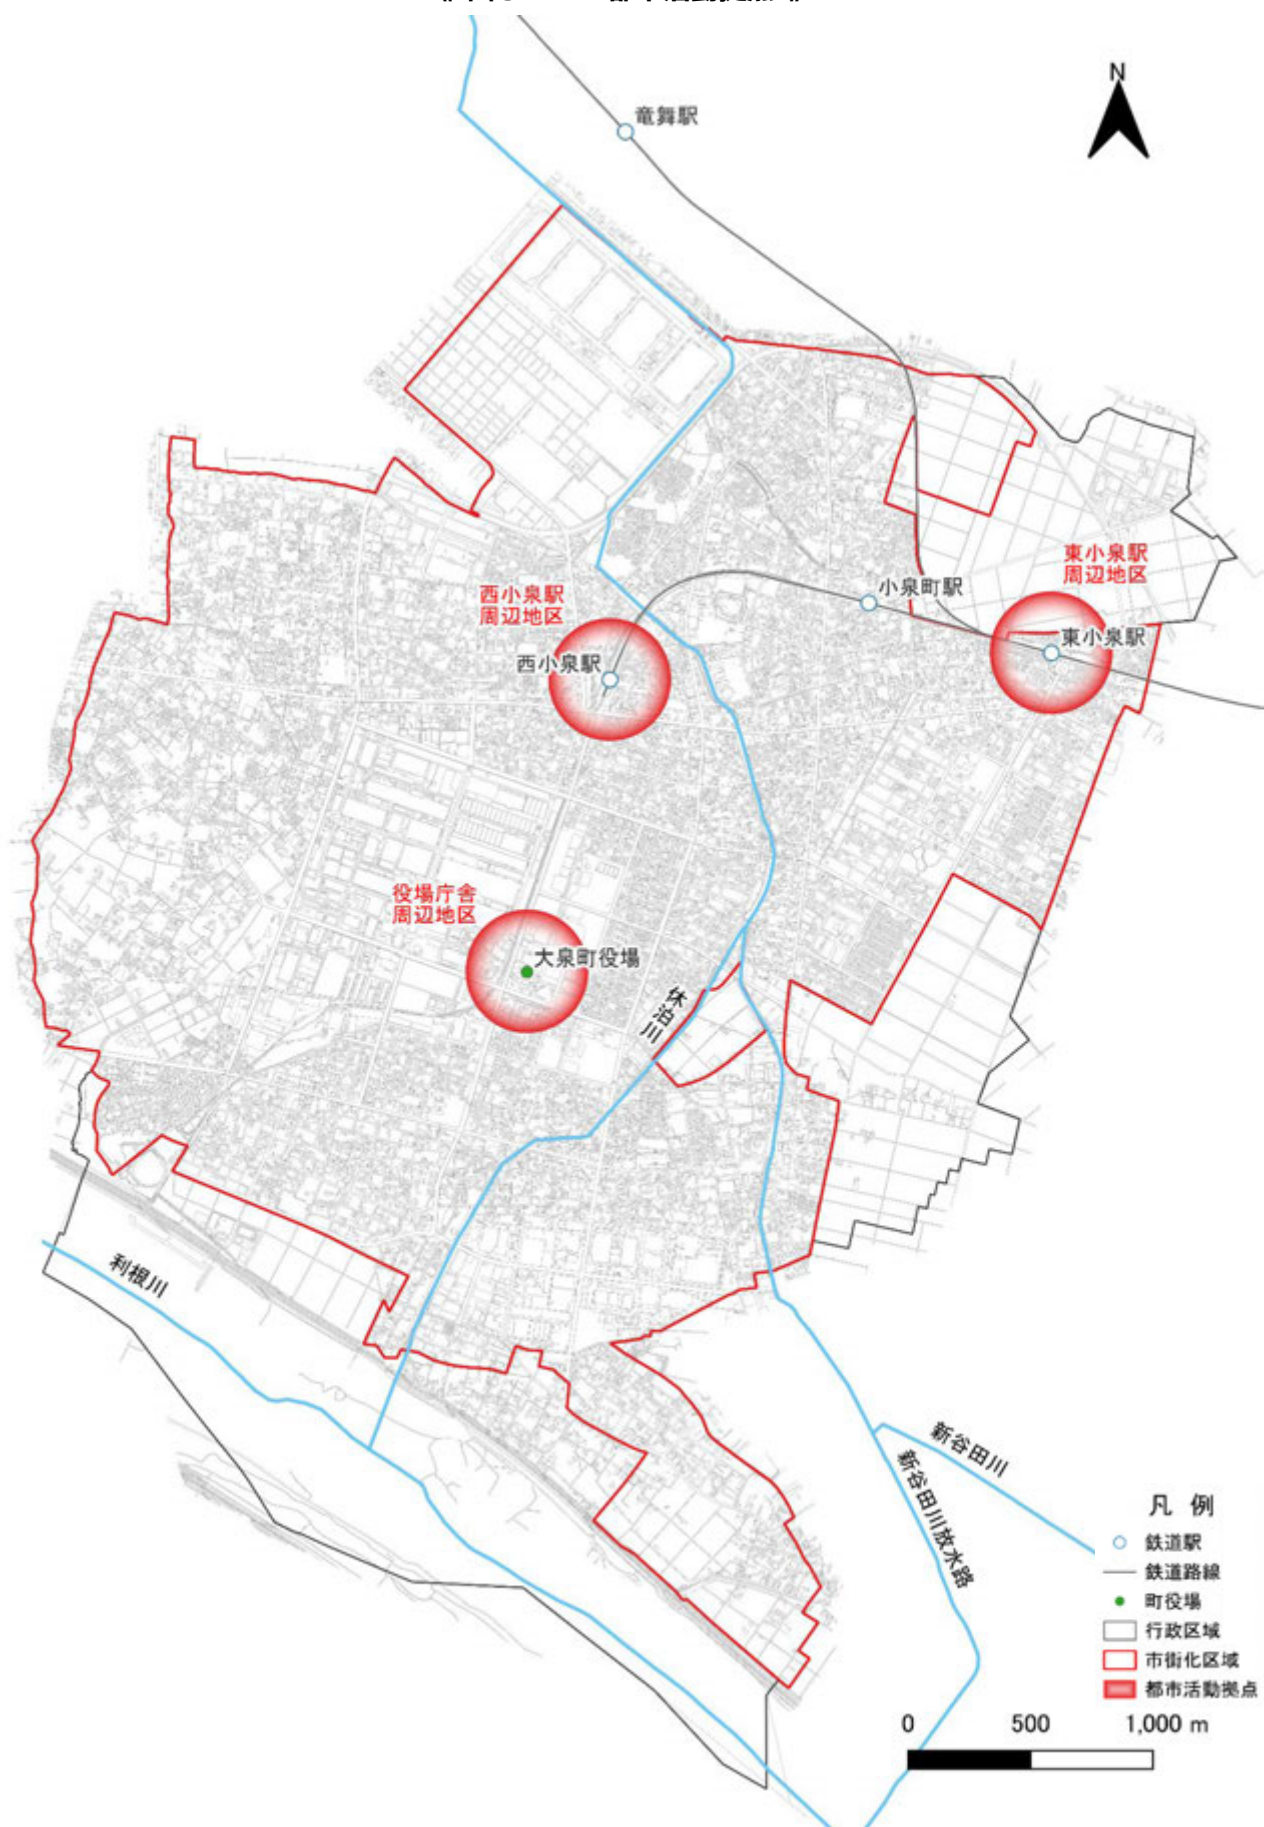 N
竜舞駅
東小泉駅
周辺地区
西小泉駅
周辺地区
小泉町駅
東小泉駅
西小泉駅
役場庁舎
周辺地区
大泉町役場
休泊川
利根川
新谷田川
新谷田川放水路
凡 例
鉄道駅
鉄道路線
町役場
行政区域
市街化区域
都市活動拠点
0 500 1,000 m